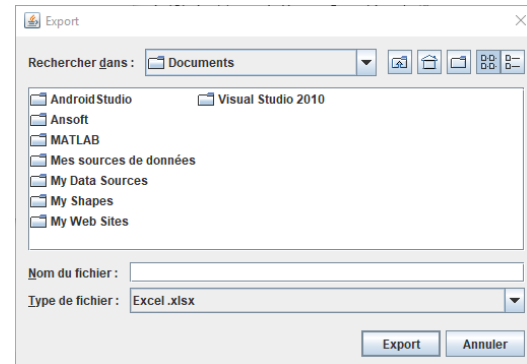 Export
Rechercher dans : Documents
AndroidStudio Visual Studio 2010
Ansoft
MATLAB
Mes sources de données
My Data Sources
My Shapes
My Web Sites
Nom du fichier :
Type de fichier : Excel .xlsx
Export Annuler